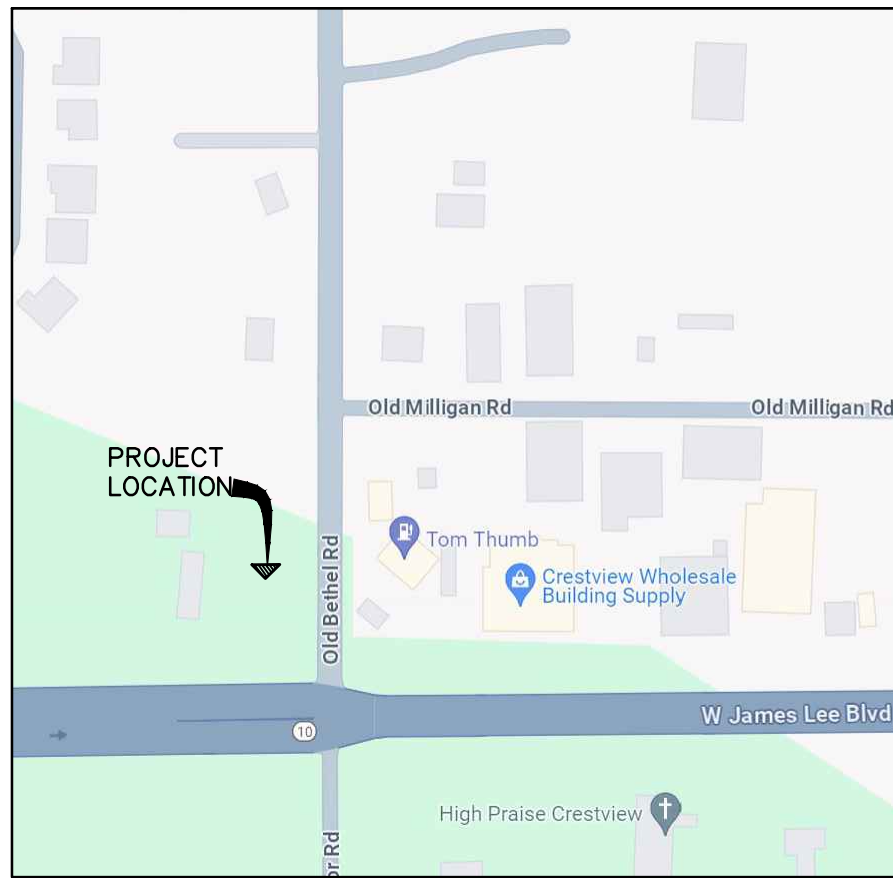 Old Milligan Rd
Old Milligan Rd
PROJECT
LOCATION
Old Bethel Rd
Tom Thumb
Crestview Wholesale
Building Supply
W James Lee Blvd
10
High Praise Crestview
Rd